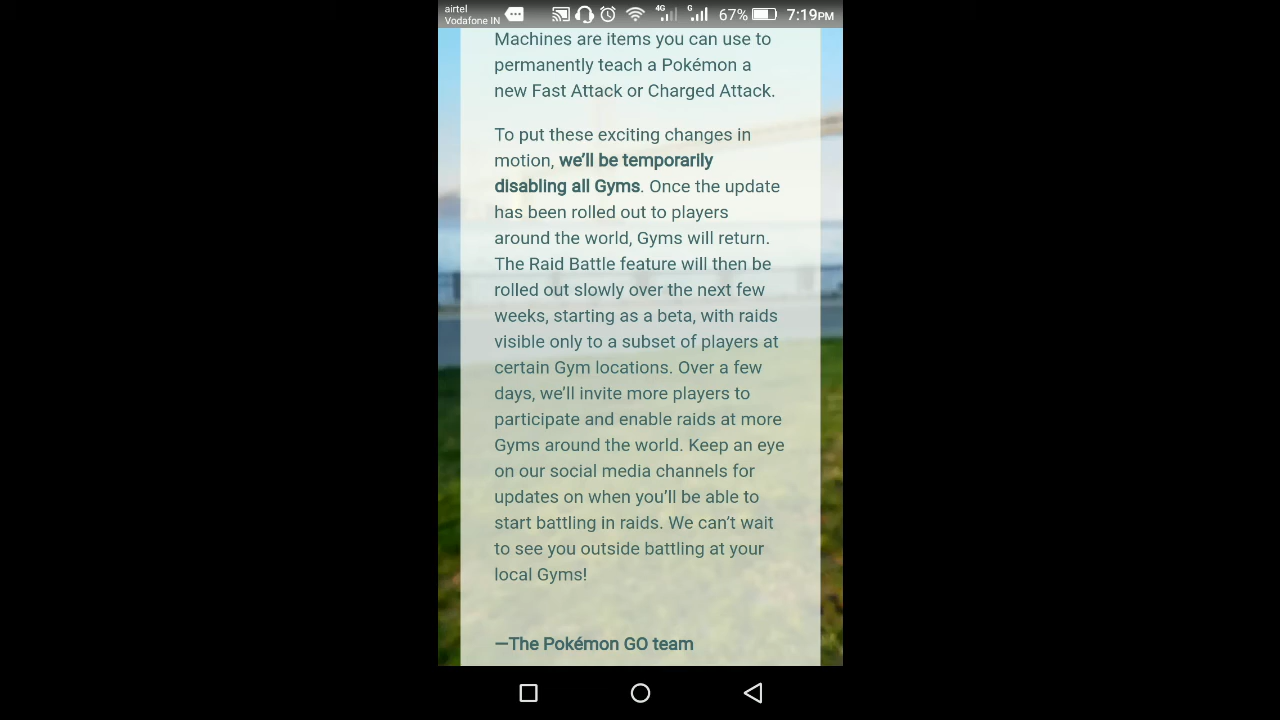 airtel
Vodafone IN
4G G 67% 7:19PM
Machines are items you can use to
permanently teach a Pokémon a
new Fast Attack or Charged Attack.
To put these exciting changes in
motion, we’ll be temporarily
disabling all Gyms. Once the update
has been rolled out to players
around the world, Gyms will return.
The Raid Battle feature will then be
rolled out slowly over the next few
weeks, starting as a beta, with raids
visible only to a subset of players at
certain Gym locations. Over a few
days, we’ll invite more players to
participate and enable raids at more
Gyms around the world. Keep an eye
on our social media channels for
updates on when you’ll be able to
start battling in raids. We can’t wait
to see you outside battling at your
local Gyms!
—The Pokémon GO team